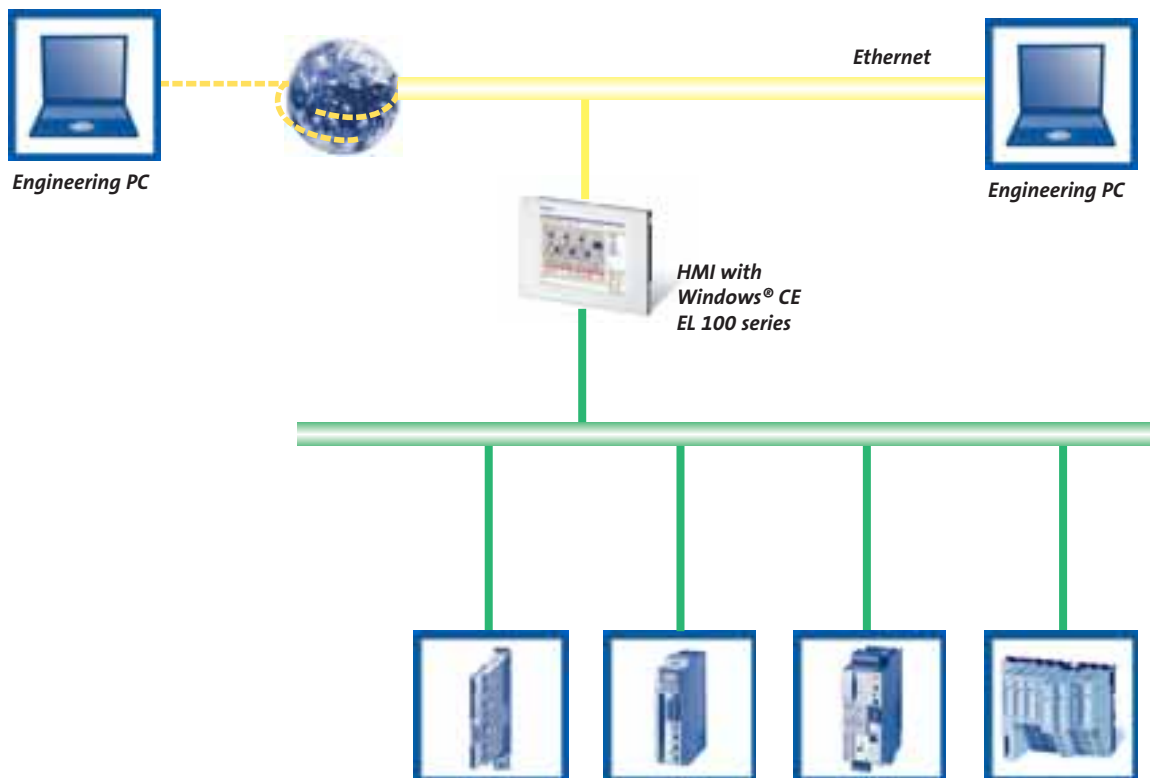 Ethernet
Engineering PC
Engineering PC
HMI with
Windows® CE
EL 100 series